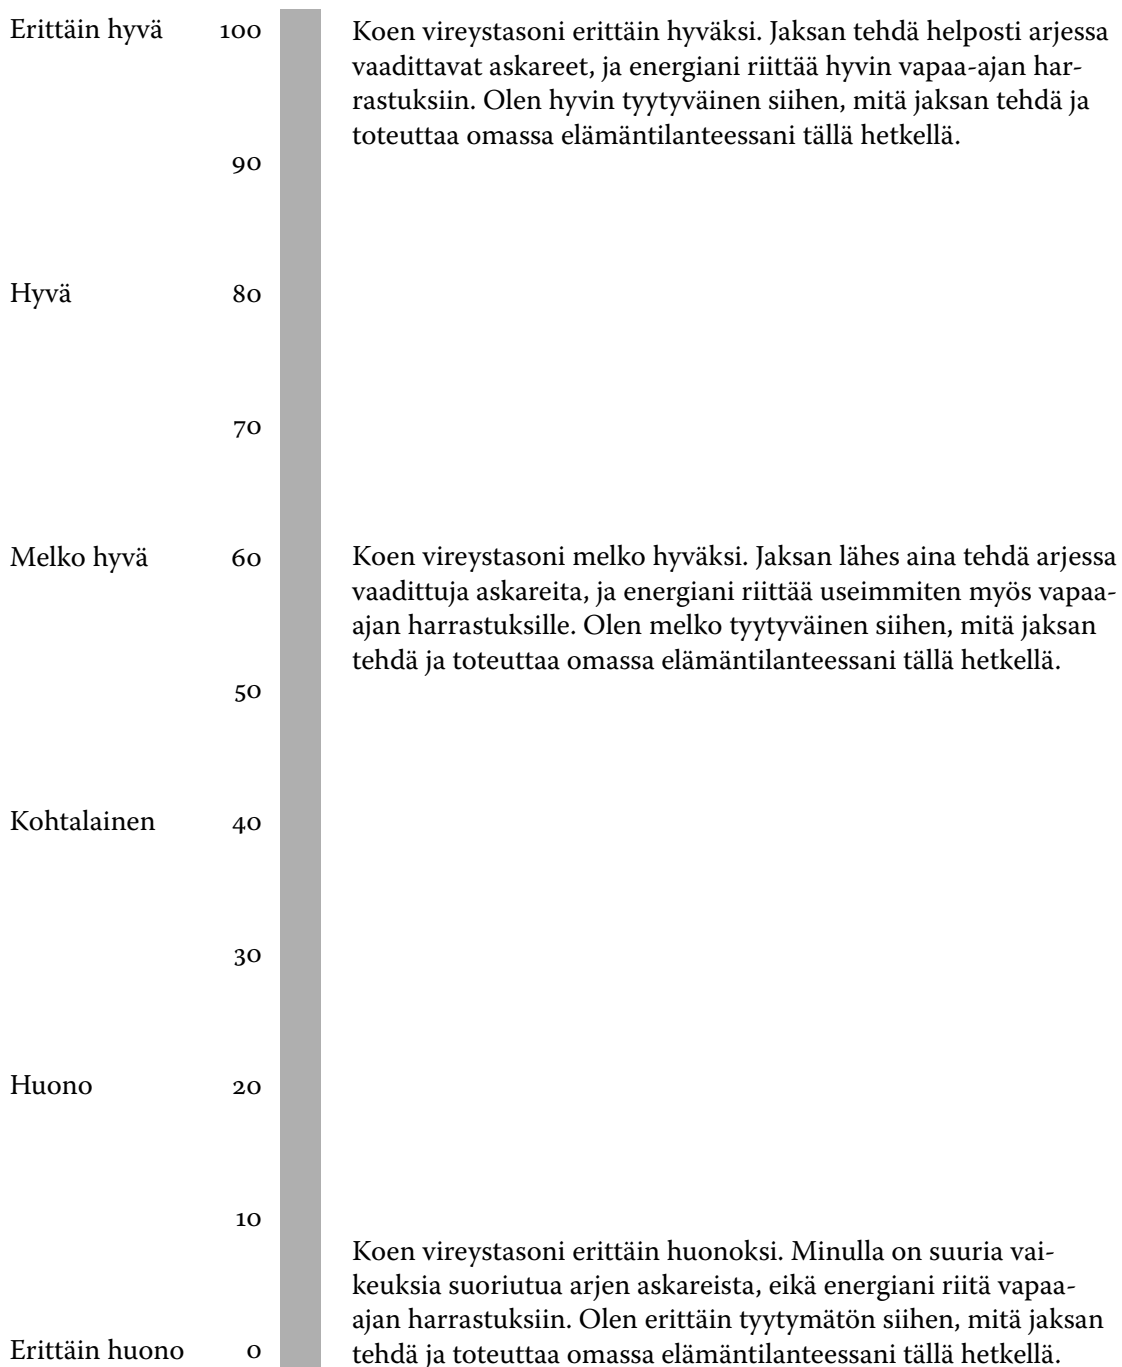 Erittäin hyvä 100 Koen vireystasoni erittäin hyväksi. Jaksan tehdä helposti arjessa
vaadittavat askareet, ja energiani riittää hyvin vapaa-ajan har-
rastuksiin. Olen hyvin tyytyväinen siihen, mitä jaksan tehdä ja
toteuttaa omassa elämäntilanteessani tällä hetkellä.
90
Hyvä 80
70
Melko hyvä 60 Koen vireystasoni melko hyväksi. Jaksan lähes aina tehdä arjessa
vaadittuja askareita, ja energiani riittää useimmiten myös vapaa-
ajan harrastuksille. Olen melko tyytyväinen siihen, mitä jaksan
tehdä ja toteuttaa omassa elämäntilanteessani tällä hetkellä.
50
Kohtalainen 40
30
Huono 20
10
Koen vireystasoni erittäin huonoksi. Minulla on suuria vai-
keuksia suoriutua arjen askareista, eikä energiani riitä vapaa-
ajan harrastuksiin. Olen erittäin tyytymätön siihen, mitä jaksan
Erittäin huono 0 tehdä ja toteuttaa omassa elämäntilanteessani tällä hetkellä.